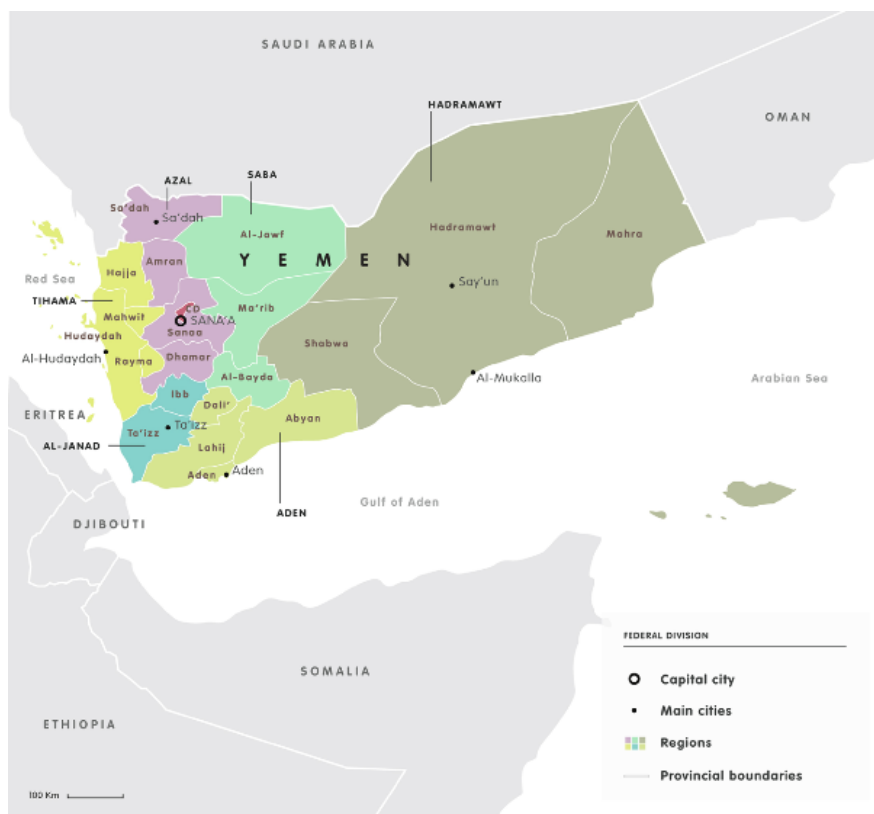 SAUDI ARABIA
HADRAMAWT
OMAN
SABA
AZAL
Sa'dah
Sa'dah
Al-Jawf
Hadramawt
Mahra
YEMEN
Amran
Hajja
Red Sea
Say'un
TIHAMA
CD
Ma'rib
Mahwit
SANA'A
Sanaa
Hudaydah
Shabwa
Al-Hudaydah
Rayma
Dhamar
Al-Bayda
Al-Mukalla
Arabian Sea
Ibb
Dali'
ERITREA
Abyan
Ta'izz
Ta'izz
AL-JANAD
Lahij
Aden
Aden
Gulf of Aden
ADEN
DJIBOUTI
FEDERAL DIVISION
SOMALIA
Capital city
Main cities
ETHIOPIA
Regions
Provincial boundaries
100 Km